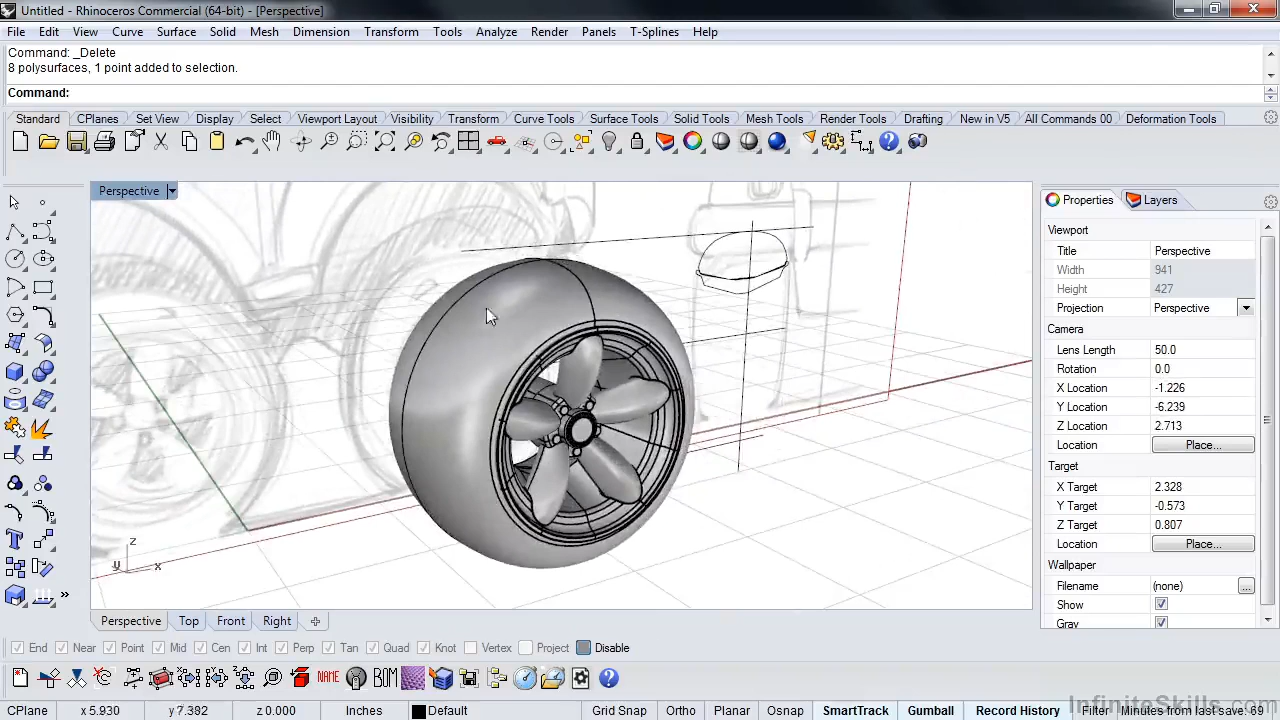 Untitled - Rhinoceros Commercial (64-bit) - [Perspective]
File Edit View Curve Surface Solid Mesh Dimension Transform Tools Analyze Render Panels T-Splines Help
Command: _Delete
8 polysurfaces, 1 point added to selection.
Command:
Standard CPlanes Set View Display Select Viewport Layout Visibility Transform Curve Tools Surface Tools Solid Tools Mesh Tools Render Tools Drafting New in V5 All Commands 00 Deformation Tools
Perspective
Properties Layers
Viewport
Title Perspective
Width 941
Height 427
Projection Perspective
Camera
Lens Length 50.0
Rotation 0.0
X Location -1.226
Y Location -6.239
Z Location 2.713
Location Place...
Target
X Target 2.328
Y Target -0.573
Z Target 0.807
Location Place...
Wallpaper
Filename (none) ...
Show
Gray
z
y x
Perspective Top Front Right
End Near Point Mid Cen Int Perp Tan Quad Knot Vertex Project Disable
NAME BOM
CPlane x 5.930 y 7.392 z 0.000 Inches Default Grid Snap Ortho Planar Osnap SmartTrack Gumball Record History Filter Minutes from last save: 69
InfiniteSkills.com